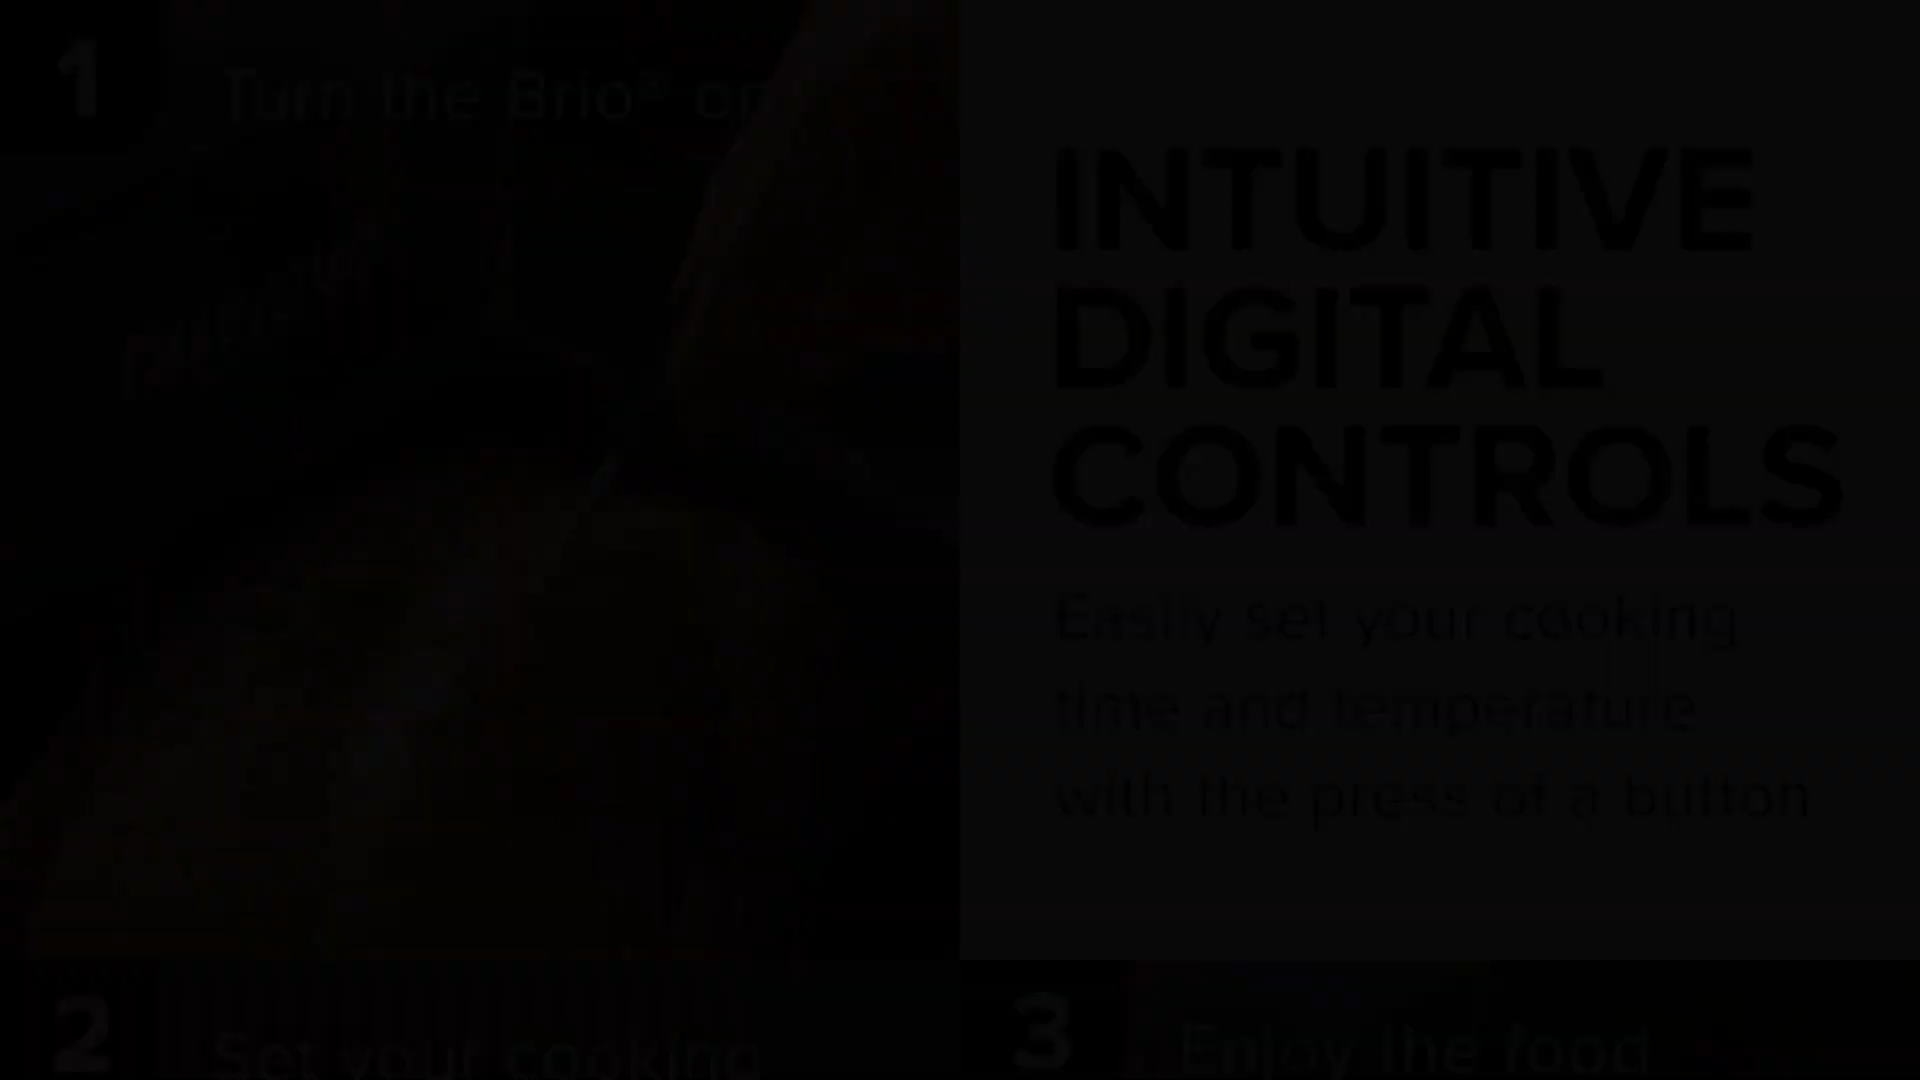 1
Turn the Brio® on
INTUITIVE
DIGITAL
CONTROLS
Easily set your cooking
time and temperature
with the press of a button
2
Set your cooking
3
Enjoy the food